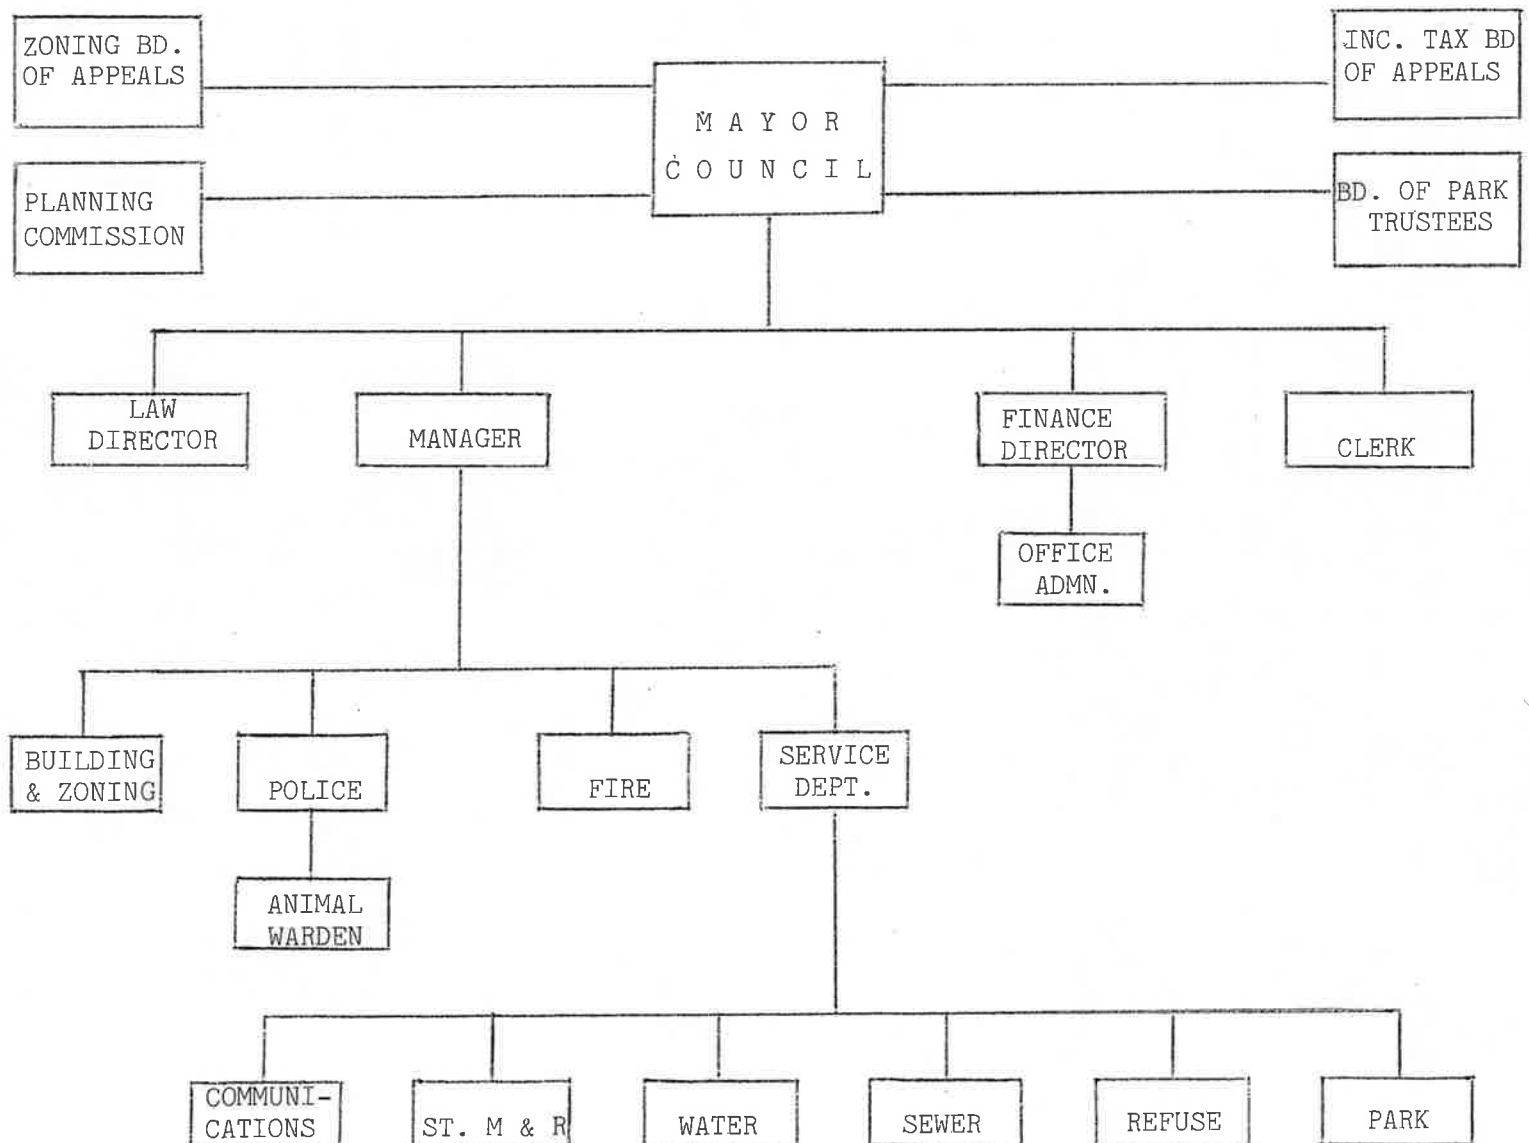 ZONING BD.
OF APPEALS
INC. TAX BD
OF APPEALS
M A Y O R
C O U N C I L
PLANNING
COMMISSION
BD. OF PARK
TRUSTEES
LAW
DIRECTOR
MANAGER
FINANCE
DIRECTOR
CLERK
OFFICE
ADMN.
BUILDING
& ZONING
POLICE
FIRE
SERVICE
DEPT.
ANIMAL
WARDEN
COMMUNI-
CATIONS
ST. M & R
WATER
SEWER
REFUSE
PARK